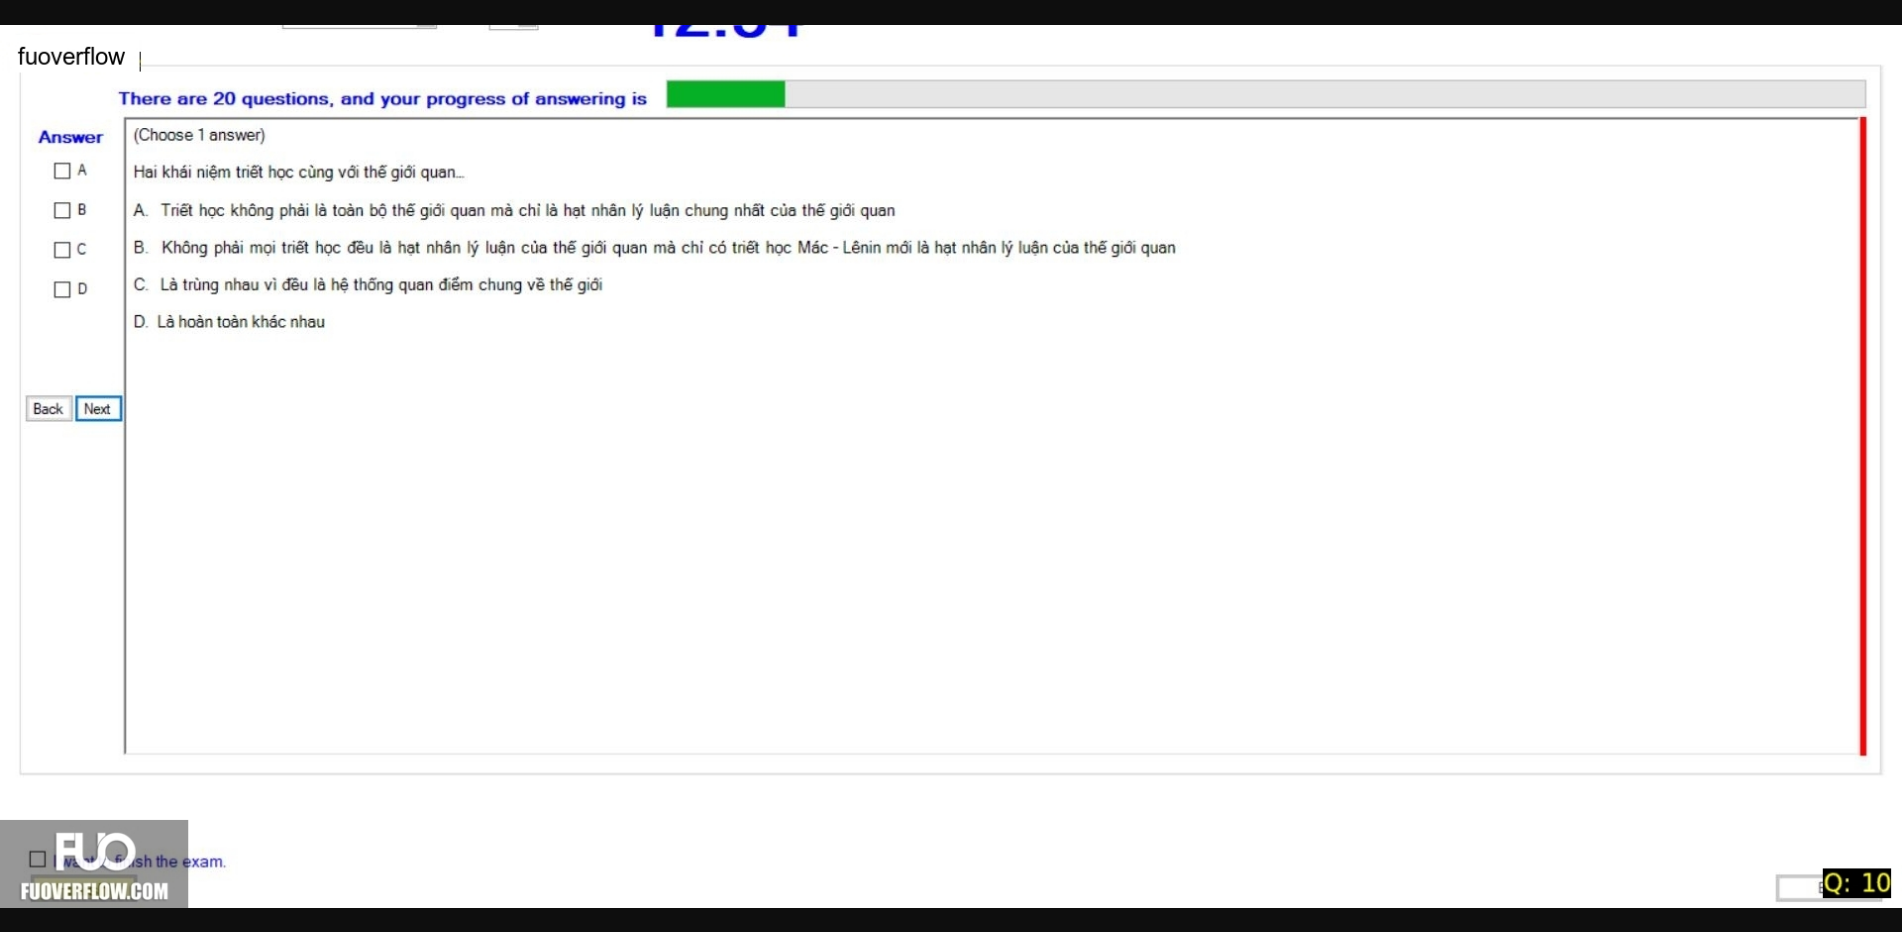 fuoverflow
There are 20 questions, and your progress of answering is
Answer
(Choose 1 answer)
A
Hai khái niệm triết học cùng với thế giới quan...
B
A. Triết học không phải là toàn bộ thế giới quan mà chỉ là hạt nhân lý luận chung nhất của thế giới quan
C
B. Không phải mọi triết học đều là hạt nhân lý luận của thế giới quan mà chỉ có triết học Mác - Lênin mới là hạt nhân lý luận của thế giới quan
D
C. Là trùng nhau vì đều là hệ thống quan điểm chung về thế giới
D. Là hoàn toàn khác nhau
Back Next
FUO
the exam.
FUOVERFLOW.COM
Q: 10